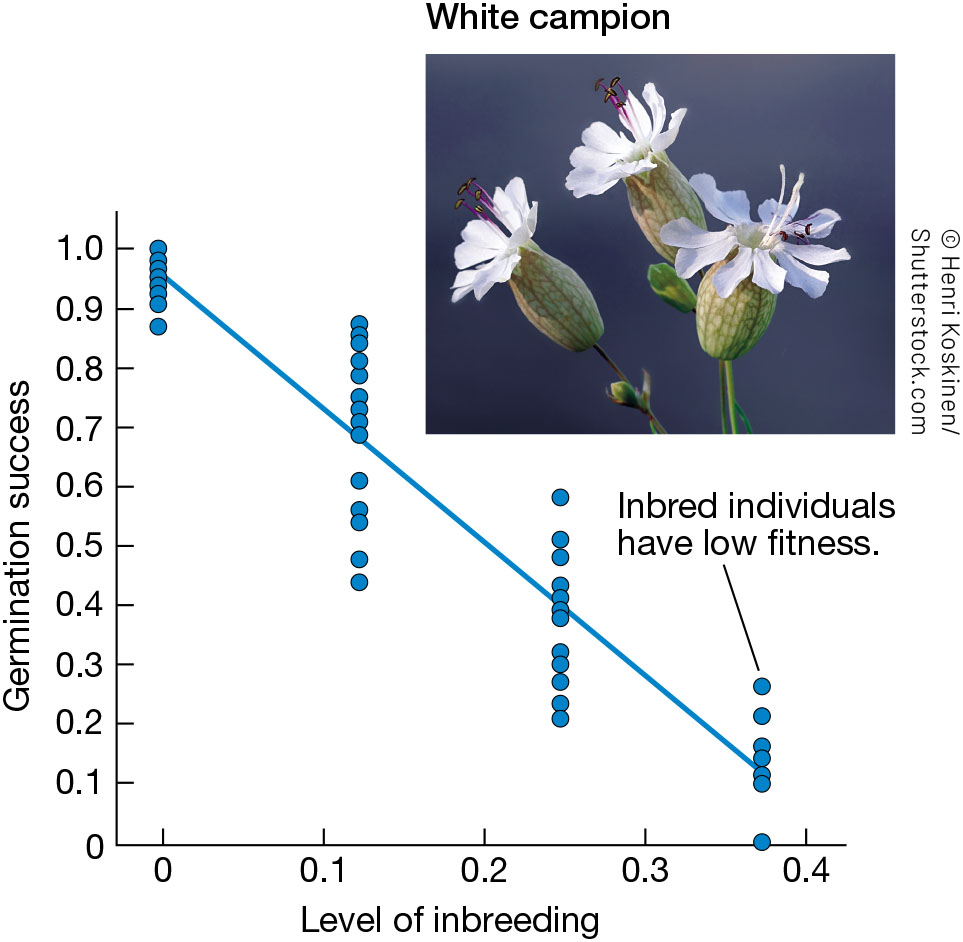 White campion
© Henri Koskinen/
Shutterstock.com
Germination success
1.0
0.9
0.8
0.7
0.6
0.5
0.4
0.3
0.2
0.1
0
Inbred individuals
have low fitness.
0 0.1 0.2 0.3 0.4
Level of inbreeding